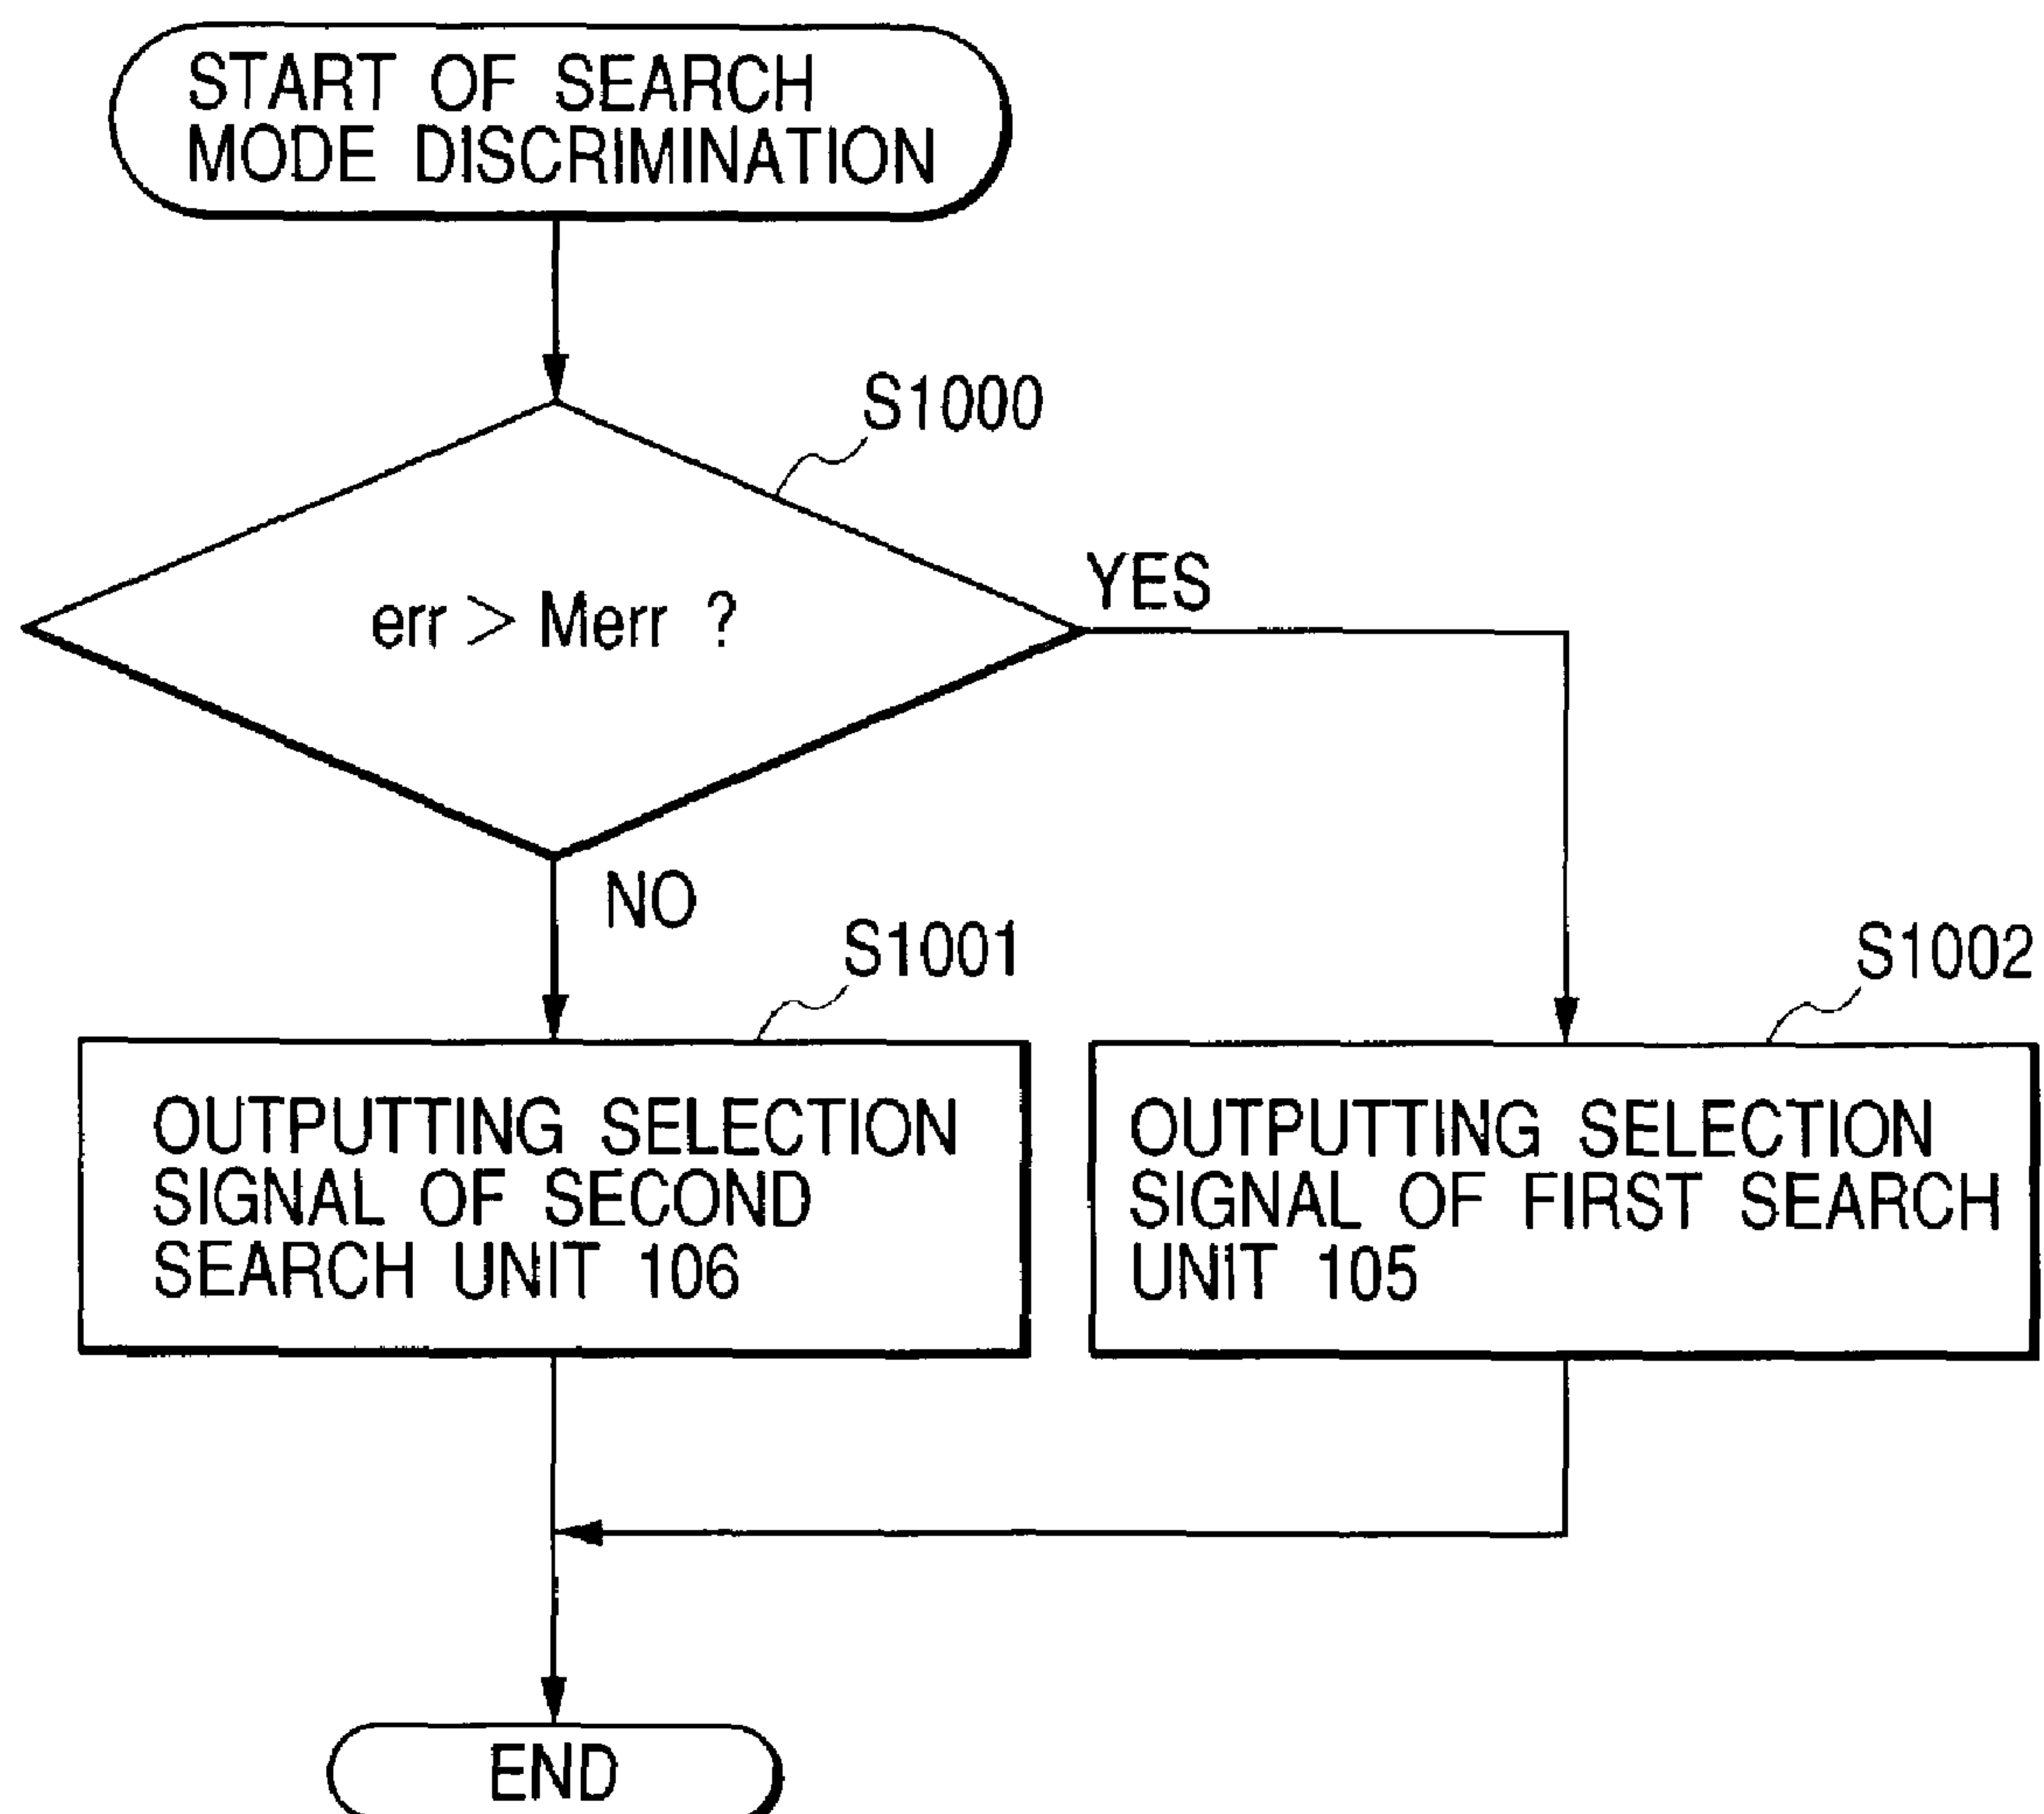 START OF SEARCH
MODE DISCRIMINATION
S1000
err > Merr ?
YES
NO
S1001
S1002
OUTPUTTING SELECTION
SIGNAL OF SECOND
SEARCH UNIT 106
OUTPUTTING SELECTION
SIGNAL OF FIRST SEARCH
UNIT 105
END